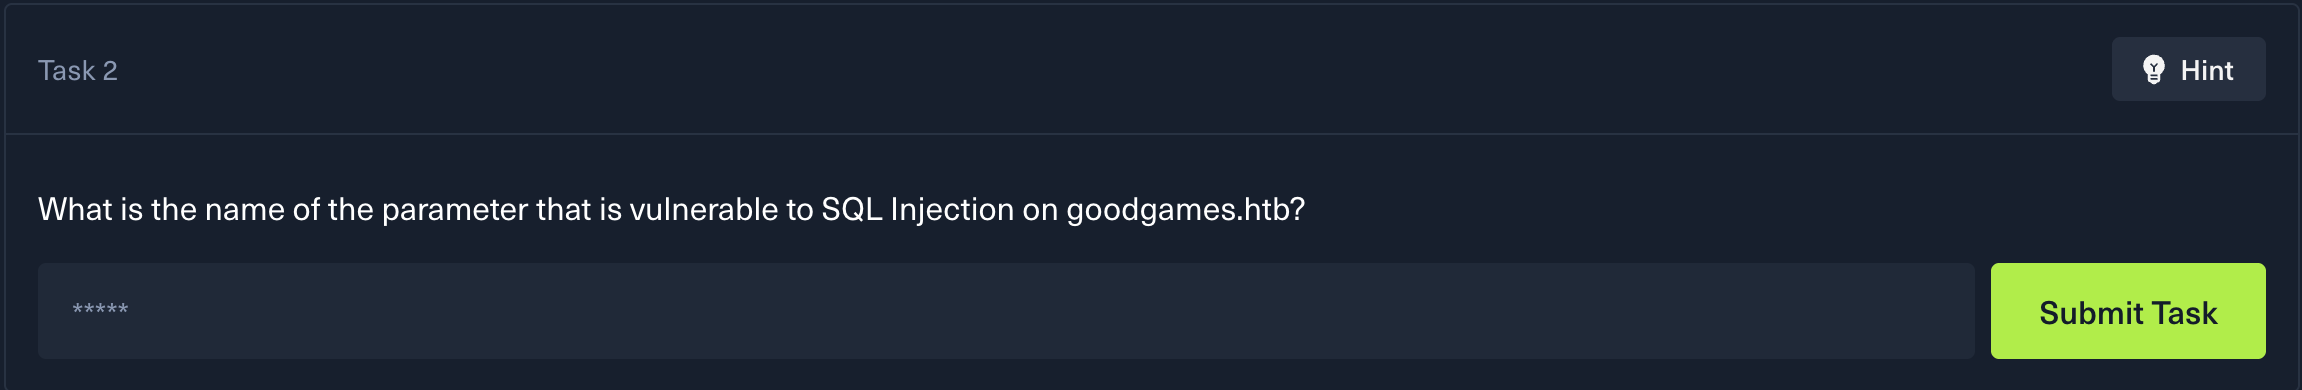 Task 2
Hint
What is the name of the parameter that is vulnerable to SQL Injection on goodgames.htb?
*****
Submit Task